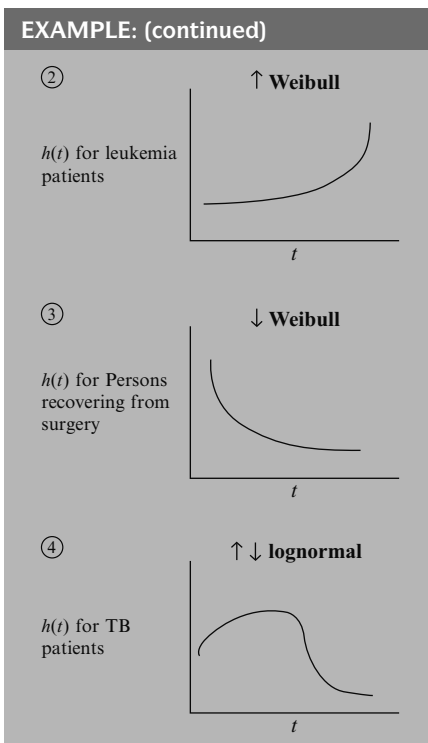 EXAMPLE: (continued)
②
↑ Weibull
h(t) for leukemia
patients
t
③
↓ Weibull
h(t) for Persons
recovering from
surgery
t
④
↑ ↓ lognormal
h(t) for TB
patients
t